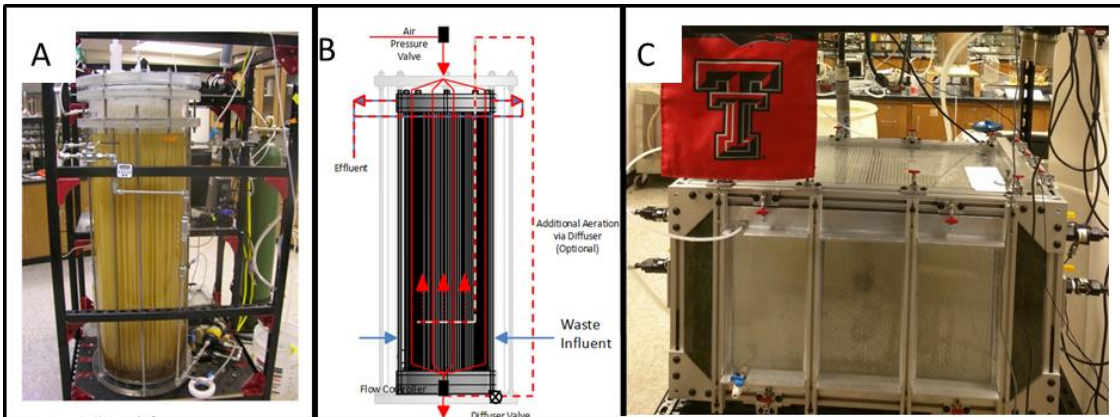 A
B
C
Air
Pressure
Valve
Effluent
Additional Aeration
via Diffuser
(Optional)
Waste
Influent
Flow Controller
Diffuser Valve